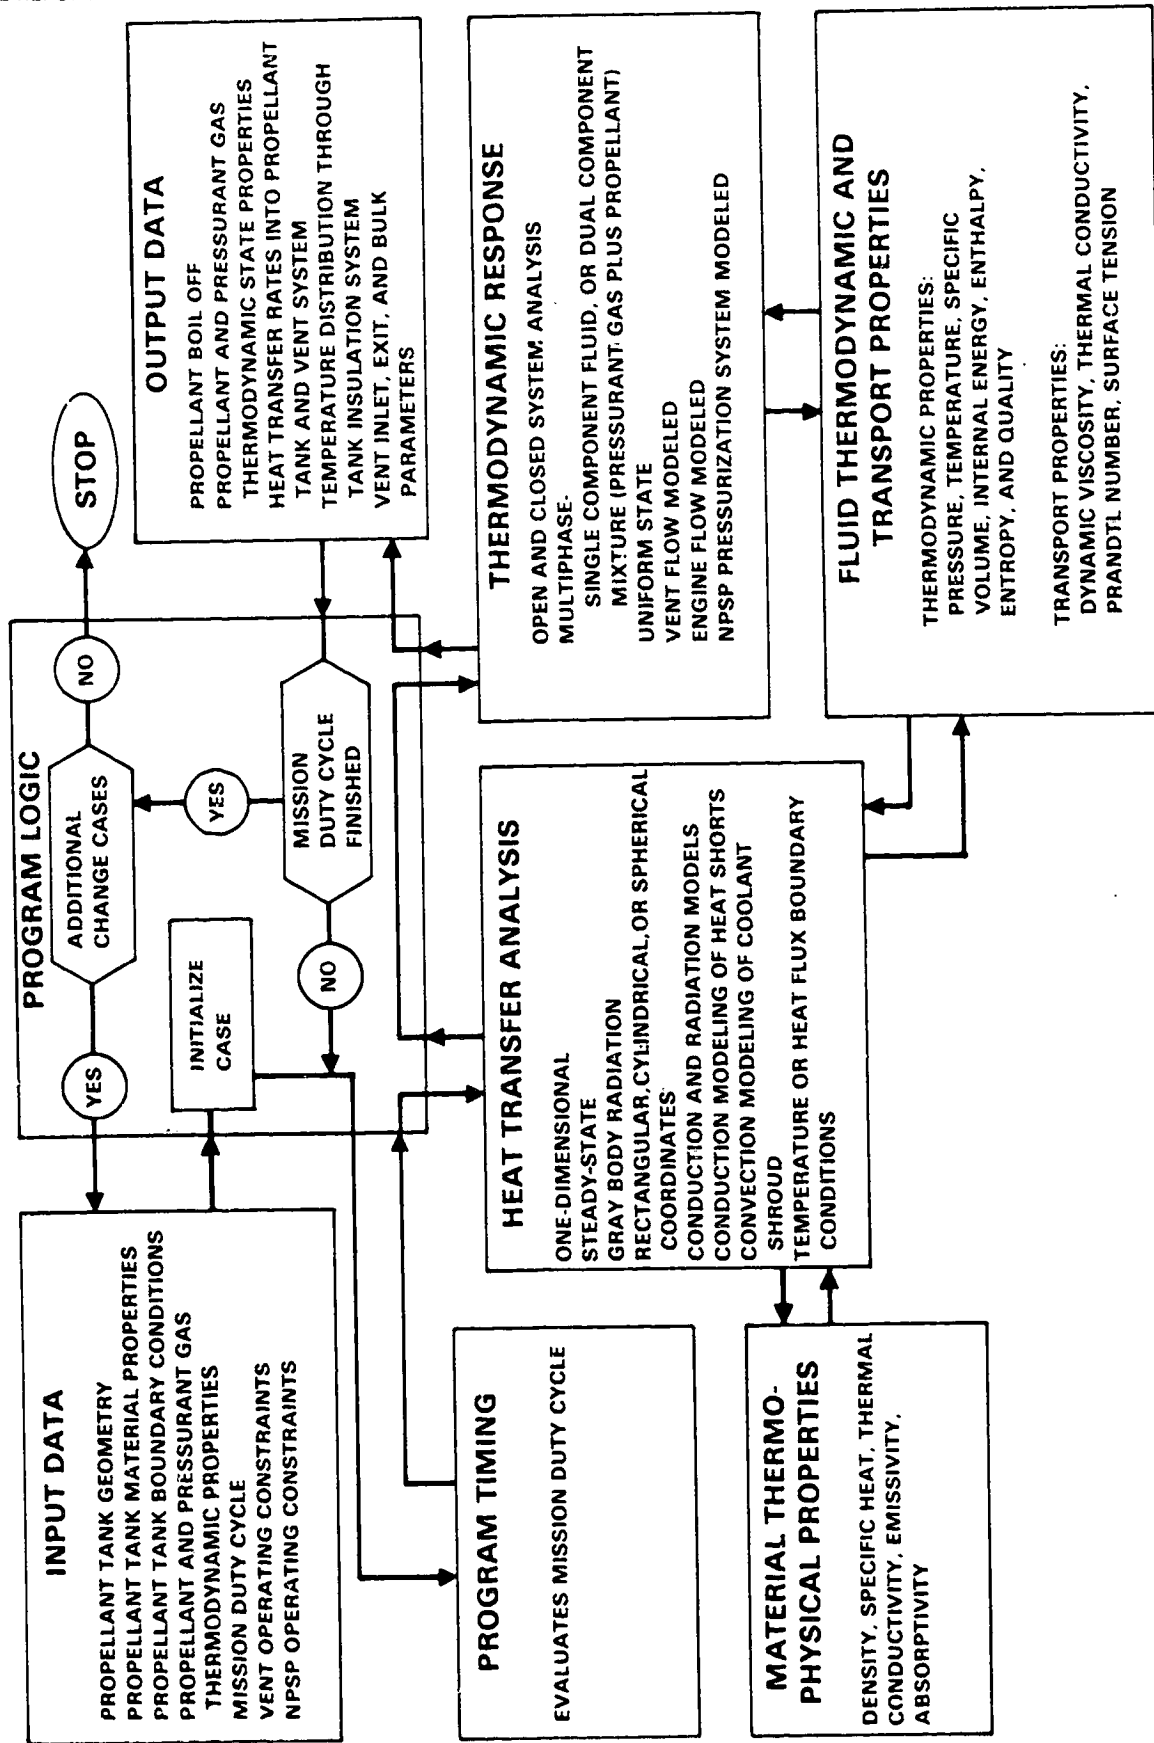 INPUT DATA
PROPELLANT TANK GEOMETRY
PROPELLANT TANK MATERIAL PROPERTIES
PROPELLANT TANK BOUNDARY CONDITIONS
PROPELLANT AND PRESSURANT GAS
THERMODYNAMIC PROPERTIES
MISSION DUTY CYCLE
VENT OPERATING CONSTRAINTS
NPSP OPERATING CONSTRAINTS
PROGRAM LOGIC
YES
ADDITIONAL
CHANGE CASES
NO
STOP
INITIALIZE
CASE
YES
NO
MISSION
DUTY CYCLE
FINISHED
OUTPUT DATA
PROPELLANT BOIL OFF
PROPELLANT AND PRESSURANT GAS
THERMODYNAMIC STATE PROPERTIES
HEAT TRANSFER RATES INTO PROPELLANT
TANK AND VENT SYSTEM
TEMPERATURE DISTRIBUTION THROUGH
TANK INSULATION SYSTEM
VENT INLET, EXIT, AND BULK
PARAMETERS
PROGRAM TIMING
EVALUATES MISSION DUTY CYCLE
HEAT TRANSFER ANALYSIS
ONE-DIMENSIONAL
STEADY-STATE
GRAY BODY RADIATION
RECTANGULAR, CYLINDRICAL, OR SPHERICAL
COORDINATES
CONDUCTION AND RADIATION MODELS
CONDUCTION MODELING OF HEAT SHORTS
CONVECTION MODELING OF COOLANT
SHROUD
TEMPERATURE OR HEAT FLUX BOUNDARY
CONDITIONS
THERMODYNAMIC RESPONSE
OPEN AND CLOSED SYSTEM ANALYSIS
MULTIPHASE-
SINGLE COMPONENT FLUID, OR DUAL COMPONENT
MIXTURE (PRESSURANT GAS PLUS PROPELLANT)
UNIFORM STATE
VENT FLOW MODELED
ENGINE FLOW MODELED
NPSP PRESSURIZATION SYSTEM MODELED
MATERIAL THERMO-
PHYSICAL PROPERTIES
DENSITY, SPECIFIC HEAT, THERMAL
CONDUCTIVITY, EMISSIVITY,
ABSORPTIVITY
FLUID THERMODYNAMIC AND
TRANSPORT PROPERTIES
THERMODYNAMIC PROPERTIES:
PRESSURE, TEMPERATURE, SPECIFIC
VOLUME, INTERNAL ENERGY, ENTHALPY,
ENTROPY, AND QUALITY
TRANSPORT PROPERTIES:
DYNAMIC VISCOSITY, THERMAL CONDUCTIVITY,
PRANDTL NUMBER, SURFACE TENSION